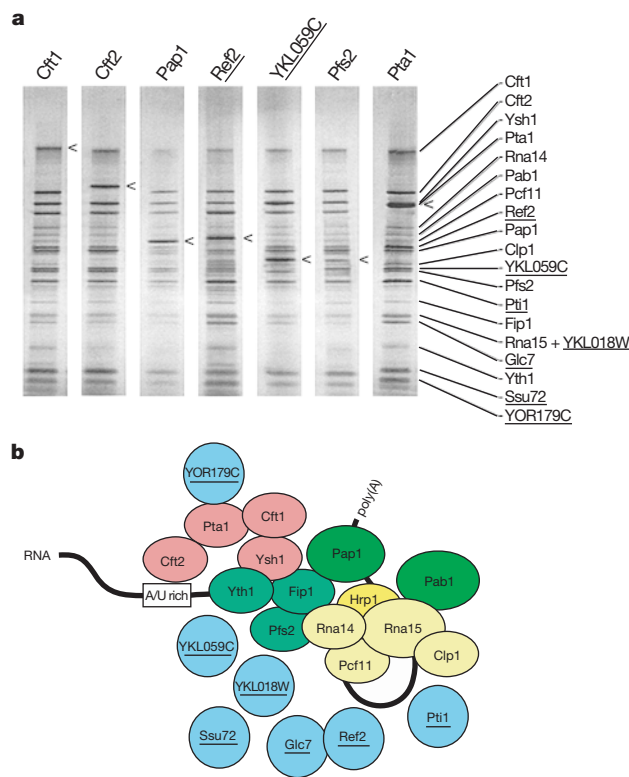 a
Cft1
Cft2
Pap1
Ref2
YKL059C
Pfs2
Pta1
<
<
<
<
<
<
<
Cft1
Cft2
Ysh1
Pta1
Rna14
Pab1
Pcf11
Ref2
Pap1
Clp1
YKL059C
Pfs2
Pti1
Fip1
Rna15 + YKL018W
Glc7
Yth1
Ssu72
YOR179C
b
YOR179C
poly(A)
Pta1
Cft1
RNA
Cft2
Ysh1
Pap1
A/U rich
Yth1
Fip1
Pab1
Hrp1
Pfs2
Rna14
Rna15
YKL059C
Pcf11
Clp1
YKL018W
Pti1
Ssu72
Glc7
Ref2